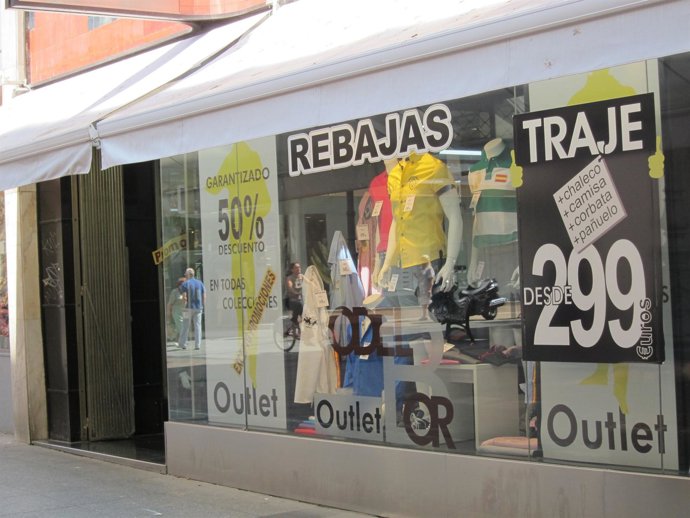 REBAJAS
GARANTIZADO
50%
DESCUENTO
EN TODAS
COLECCIONES
Outlet
Outlet
TRAJE
+chaleco
+camisa
+corbata
+pañuelo
DESDE 299 Euros
Outlet